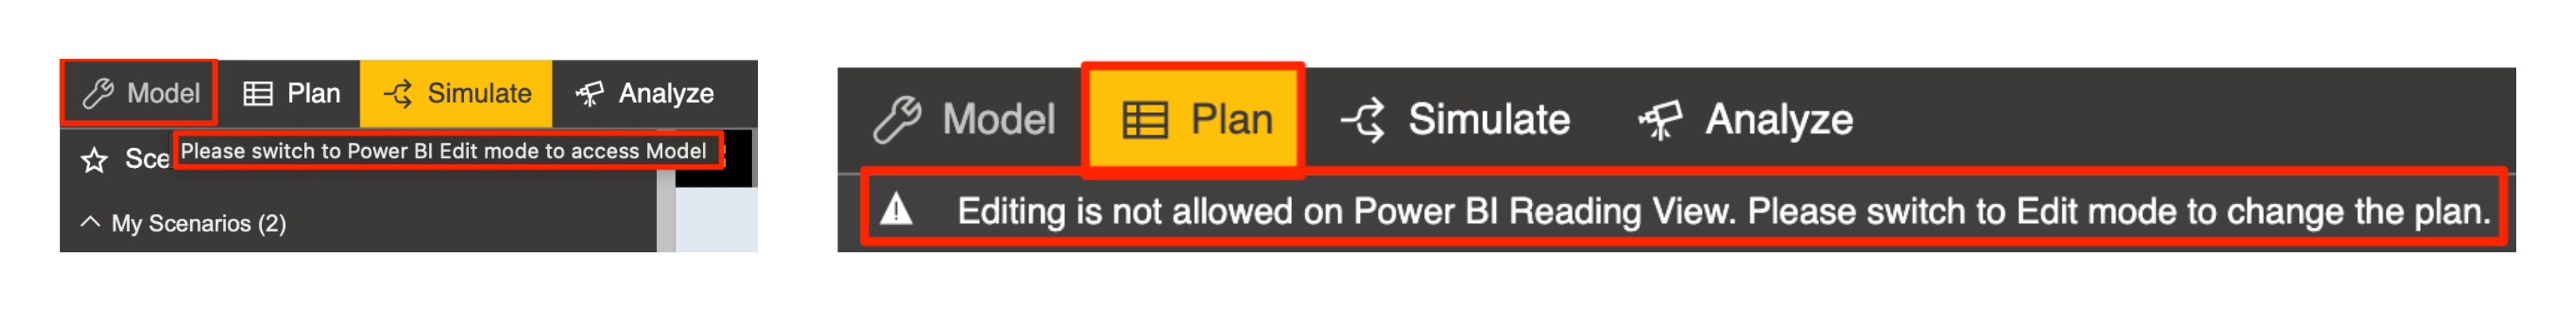 Model Plan Simulate Analyze
Sce Please switch to Power BI Edit mode to access Model
My Scenarios (2)
Model Plan Simulate Analyze
Editing is not allowed on Power BI Reading View. Please switch to Edit mode to change the plan.